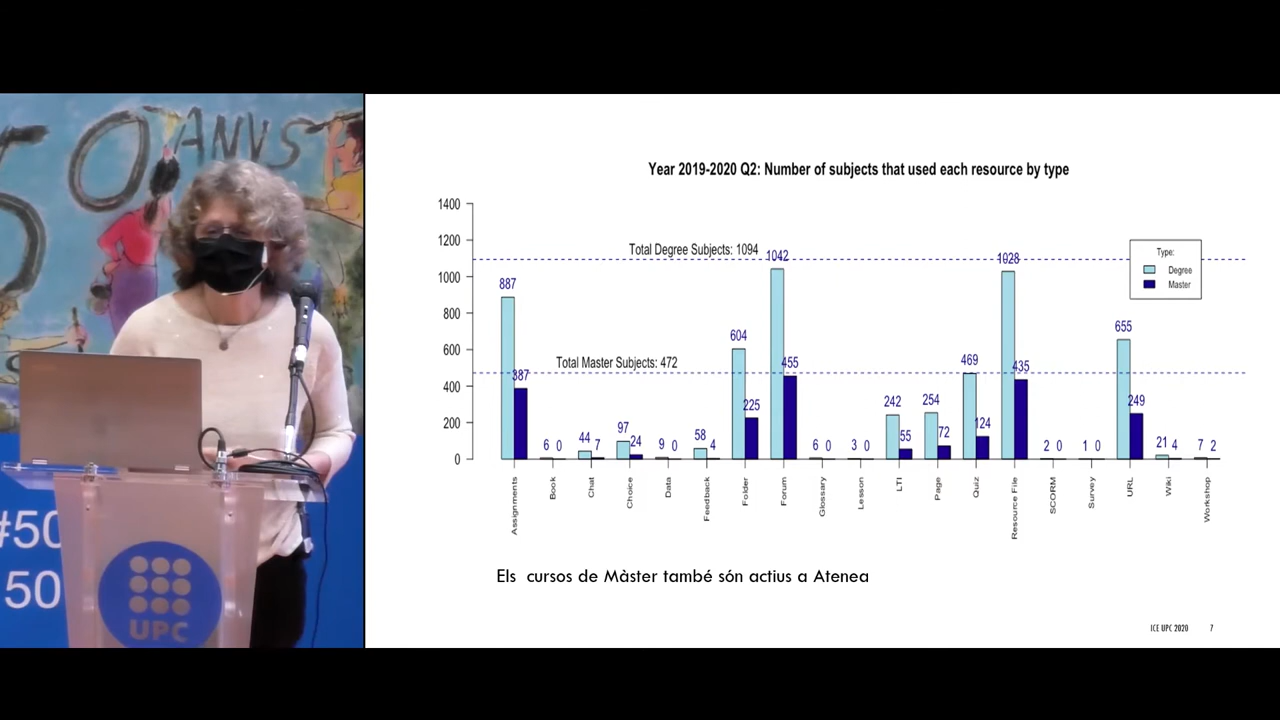 50 ANYS
#50
50
UPC
Year 2019-2020 Q2: Number of subjects that used each resource by type
1400
1200
1000
800
600
400
200
0
Total Degree Subjects: 1094
Total Master Subjects: 472
Type:
Degree
Master
887
387
6 0
44 7
97 24
9 0
58 4
604 225
1042 455
6 0
3 0
242 55
254 72
469 124
1028 435
2 0
1 0
655 249
21 4
7 2
Assignments
Book
Chat
Choice
Data
Feedback
Folder
Forum
Glossary
Lesson
LTI
Page
Quiz
Resource File
SCORM
Survey
URL
Wiki
Workshop
Els cursos de Màster també són actius a Atenea
ICE UPC 2020 7